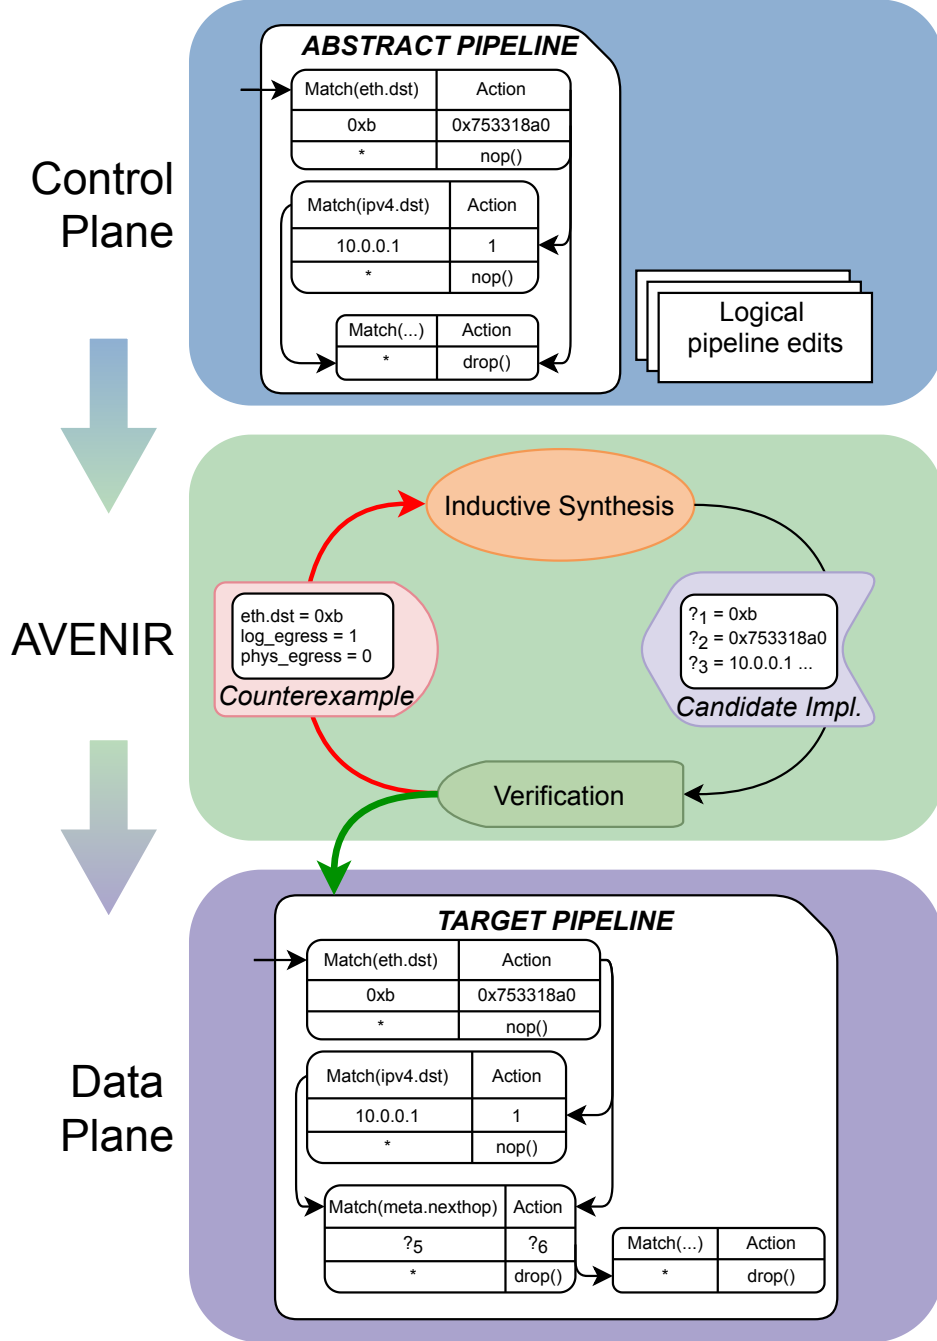 ABSTRACT PIPELINE
Match(eth.dst) Action
0xb 0x753318a0
* nop()
Control
Plane
Match(ipv4.dst) Action
10.0.0.1 1
* nop()
Match(...) Action
* drop()
Logical
pipeline edits
AVENIR
Inductive Synthesis
eth.dst = 0xb
log_egress = 1
phys_egress = 0
Counterexample
?1 = 0xb
?2 = 0x753318a0
?3 = 10.0.0.1 ...
Candidate Impl.
Verification
Data
Plane
TARGET PIPELINE
Match(eth.dst) Action
0xb 0x753318a0
* nop()
Match(ipv4.dst) Action
10.0.0.1 1
* nop()
Match(meta.nexthop) Action
?5 ?6
* drop()
Match(...) Action
* drop()